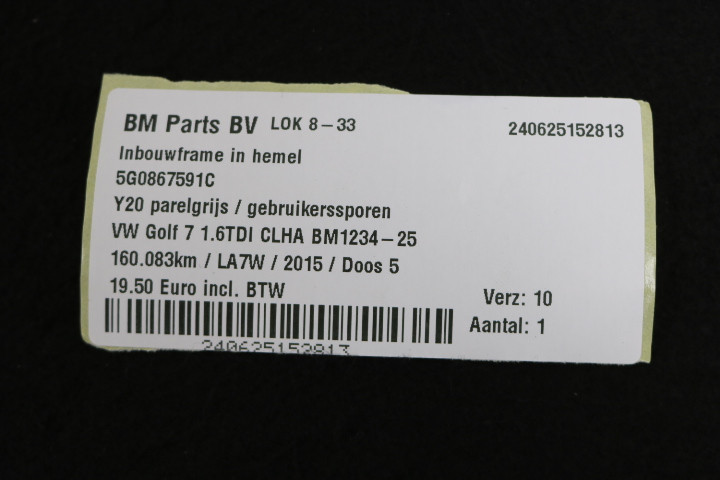 BM Parts BV LOK 8-33 240625152813
Inbouwframe in hemel
5G0867591C
Y20 parelgrijs / gebruikerssporen
VW Golf 7 1.6TDI CLHA BM1234-25
160.083km / LA7W / 2015 / Doos 5
19.50 Euro incl. BTW Verz: 10
Aantal: 1
240625152813